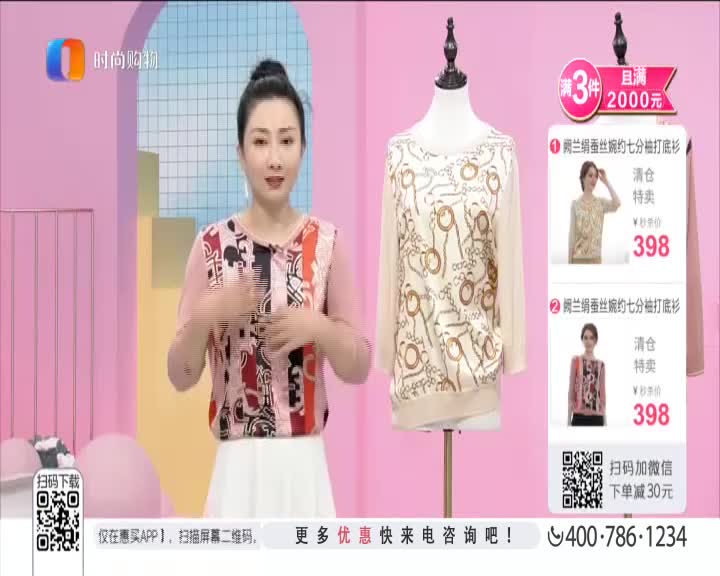 时尚购物
满3件
且满
2000元
1 阙兰绢蚕丝婉约七分袖打底衫
清仓
特卖
¥秒杀价
398
2 阙兰绢蚕丝婉约七分袖打底衫
清仓
特卖
¥秒杀价
398
扫码加微信
下单减30元
扫码下载
仅在惠买APP】，扫描屏幕二维码，
更多优惠快来电咨询吧！
400·786·1234